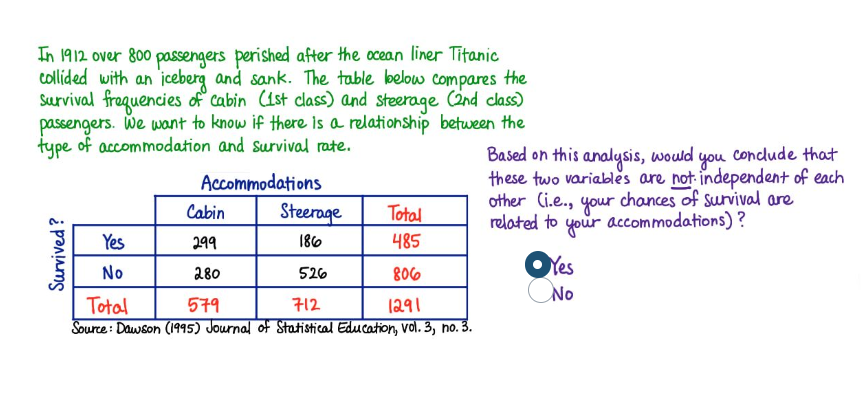 In 1912 over 800 passengers perished after the ocean liner Titanic
collided with an iceberg and sank. The table below compares the
survival frequencies of Cabin (1st class) and Steerage (2nd class)
passengers. We want to know if there is a relationship between the
type of accommodation and survival rate.
Accommodations
Cabin Steerage Total
Survived?
Yes 299 186 485
No 280 526 806
Total 579 712 1291
Source: Dawson (1995) Journal of Statistical Education, vol. 3, no. 3.
Based on this analysis, would you conclude that
these two variables are not independent of each
other (i.e., your chances of survival are
related to your accommodations)?
Yes
No